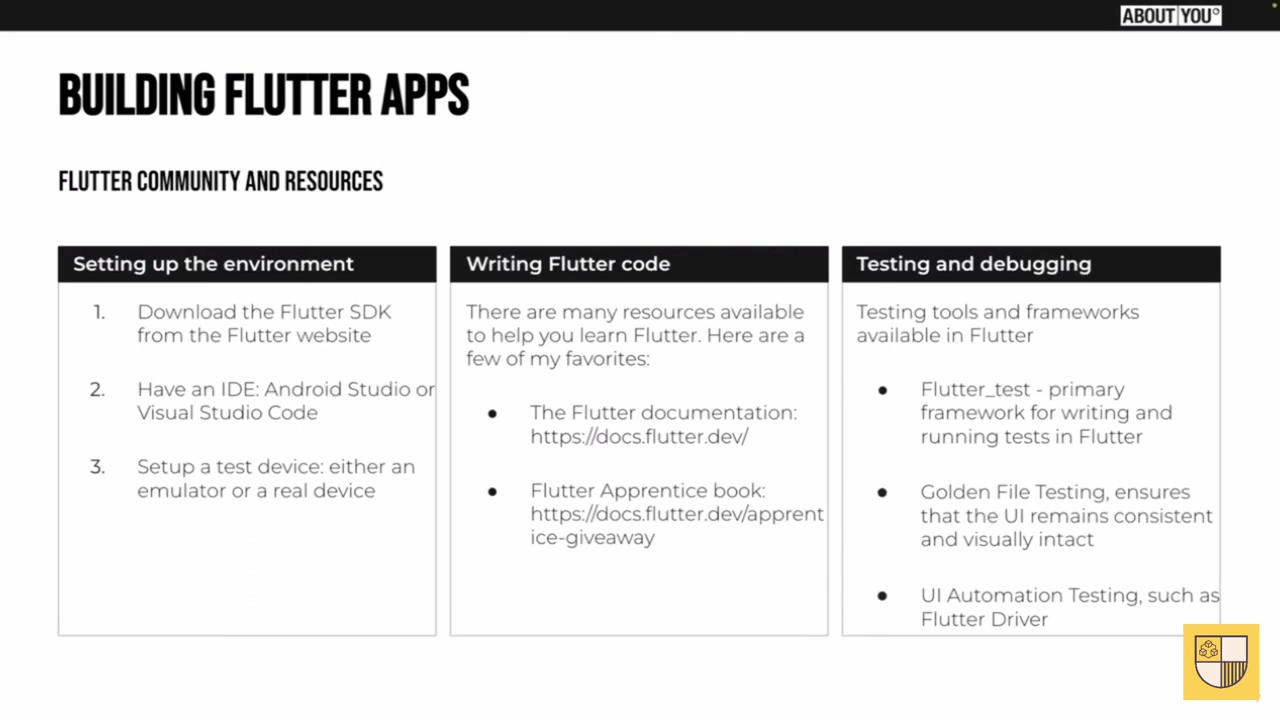 ABOUT YOU°
BUILDING FLUTTER APPS
FLUTTER COMMUNITY AND RESOURCES
Setting up the environment
1. Download the Flutter SDK
from the Flutter website
2. Have an IDE: Android Studio or
Visual Studio Code
3. Setup a test device: either an
emulator or a real device
Writing Flutter code
There are many resources available
to help you learn Flutter. Here are a
few of my favorites:
● The Flutter documentation:
https://docs.flutter.dev/
● Flutter Apprentice book:
https://docs.flutter.dev/apprent
ice-giveaway
Testing and debugging
Testing tools and frameworks
available in Flutter
● Flutter_test - primary
framework for writing and
running tests in Flutter
● Golden File Testing, ensures
that the UI remains consistent
and visually intact
● UI Automation Testing, such as
Flutter Driver